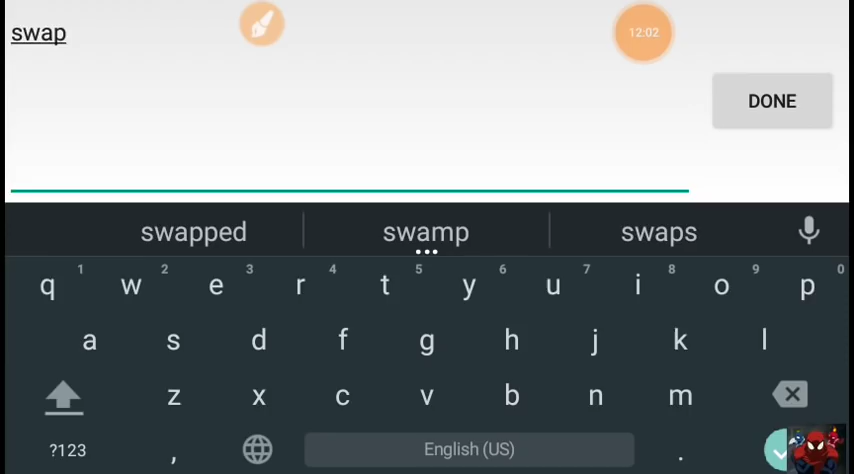 swap
12:02
DONE
swapped swamp swaps
q 1 w 2 e 3 r 4 t 5 y 6 u 7 i 8 o 9 p 0
a s d f g h j k l
z x c v b n m
?123 , English (US) .